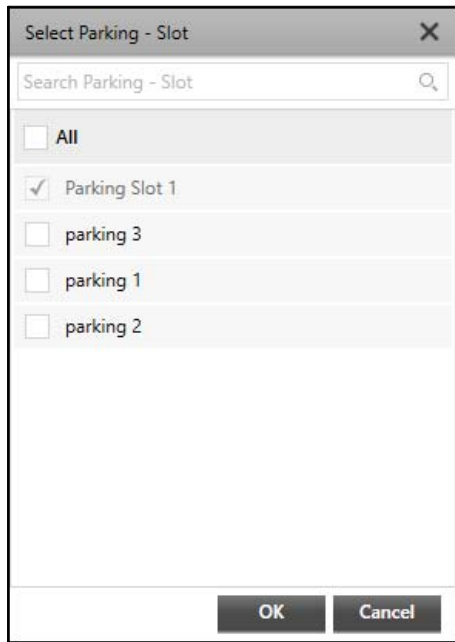 Select Parking - Slot
Search Parking - Slot
All
Parking Slot 1
parking 3
parking 1
parking 2
OK Cancel